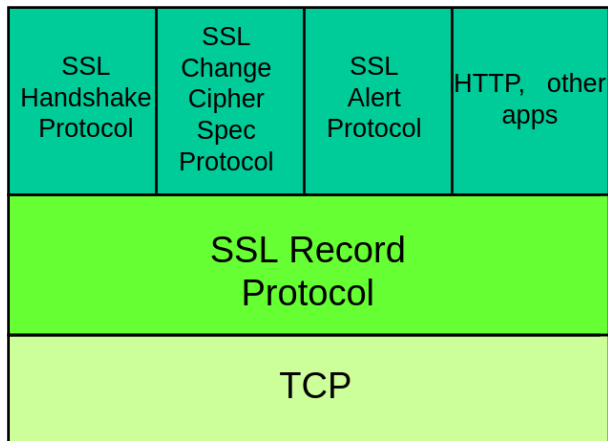 SSL
Handshake
Protocol
SSL
Change
Cipher
Spec
Protocol
SSL
Alert
Protocol
HTTP, other
apps
SSL Record
Protocol
TCP